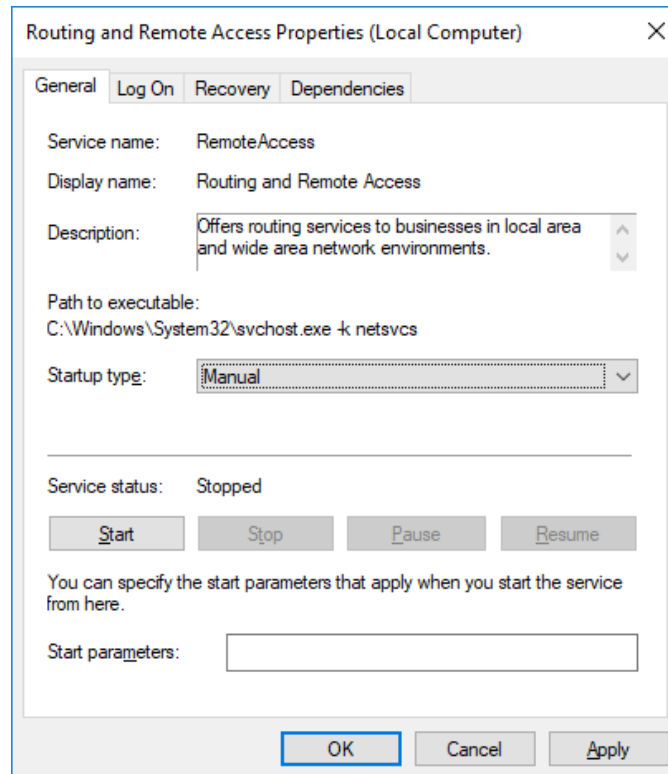 Routing and Remote Access Properties (Local Computer)
General Log On Recovery Dependencies
Service name: RemoteAccess
Display name: Routing and Remote Access
Description: Offers routing services to businesses in local area
and wide area network environments.
Path to executable:
C:\Windows\System32\svchost.exe -k netsvcs
Startup type: Manual
Service status: Stopped
Start Stop Pause Resume
You can specify the start parameters that apply when you start the service
from here.
Start parameters:
OK Cancel Apply